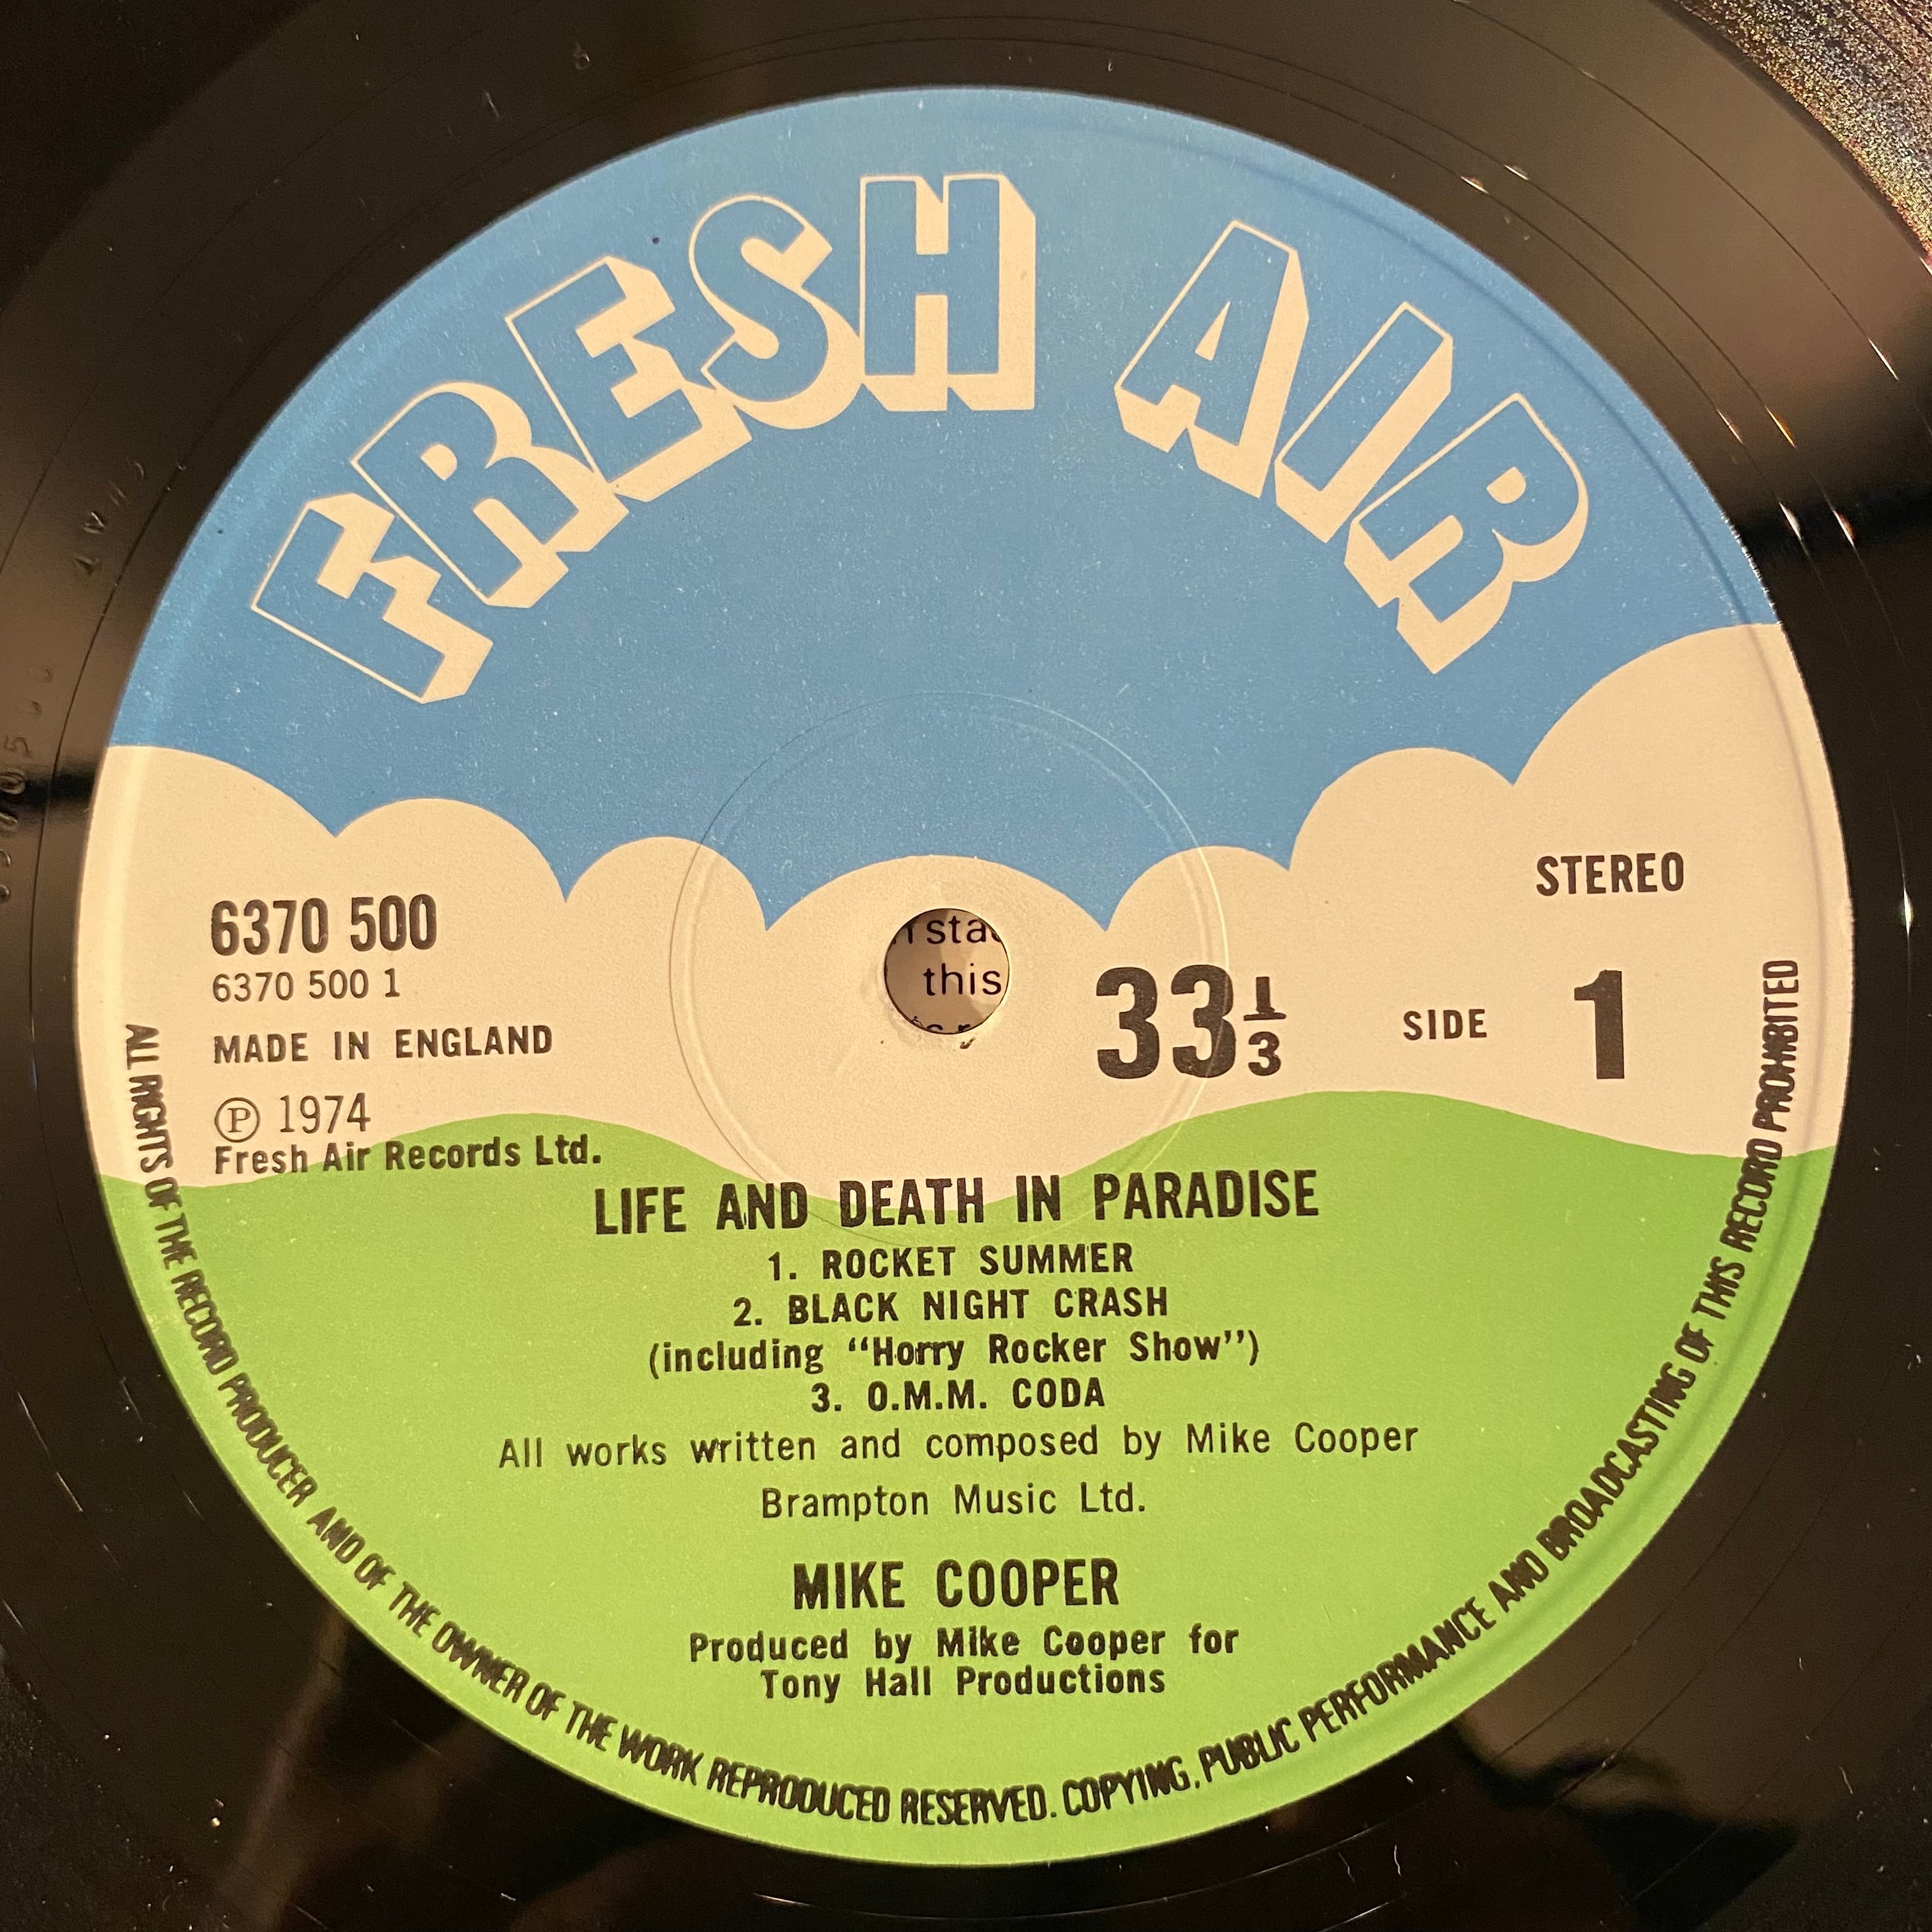 FRESH AIR
STEREO
6370 500
6370 500 1
MADE IN ENGLAND
33⅓
SIDE 1
℗ 1974
Fresh Air Records Ltd.
LIFE AND DEATH IN PARADISE
1. ROCKET SUMMER
2. BLACK NIGHT CRASH
(including “Horry Rocker Show”)
3. O.M.M. CODA
All works written and composed by Mike Cooper
Brampton Music Ltd.
MIKE COOPER
Produced by Mike Cooper for
Tony Hall Productions
ALL RIGHTS OF THE RECORD PRODUCER AND OF THE OWNER OF THE WORK REPRODUCED RESERVED. COPYING, PUBLIC PERFORMANCE AND BROADCASTING OF THIS RECORD PROHIBITED
this